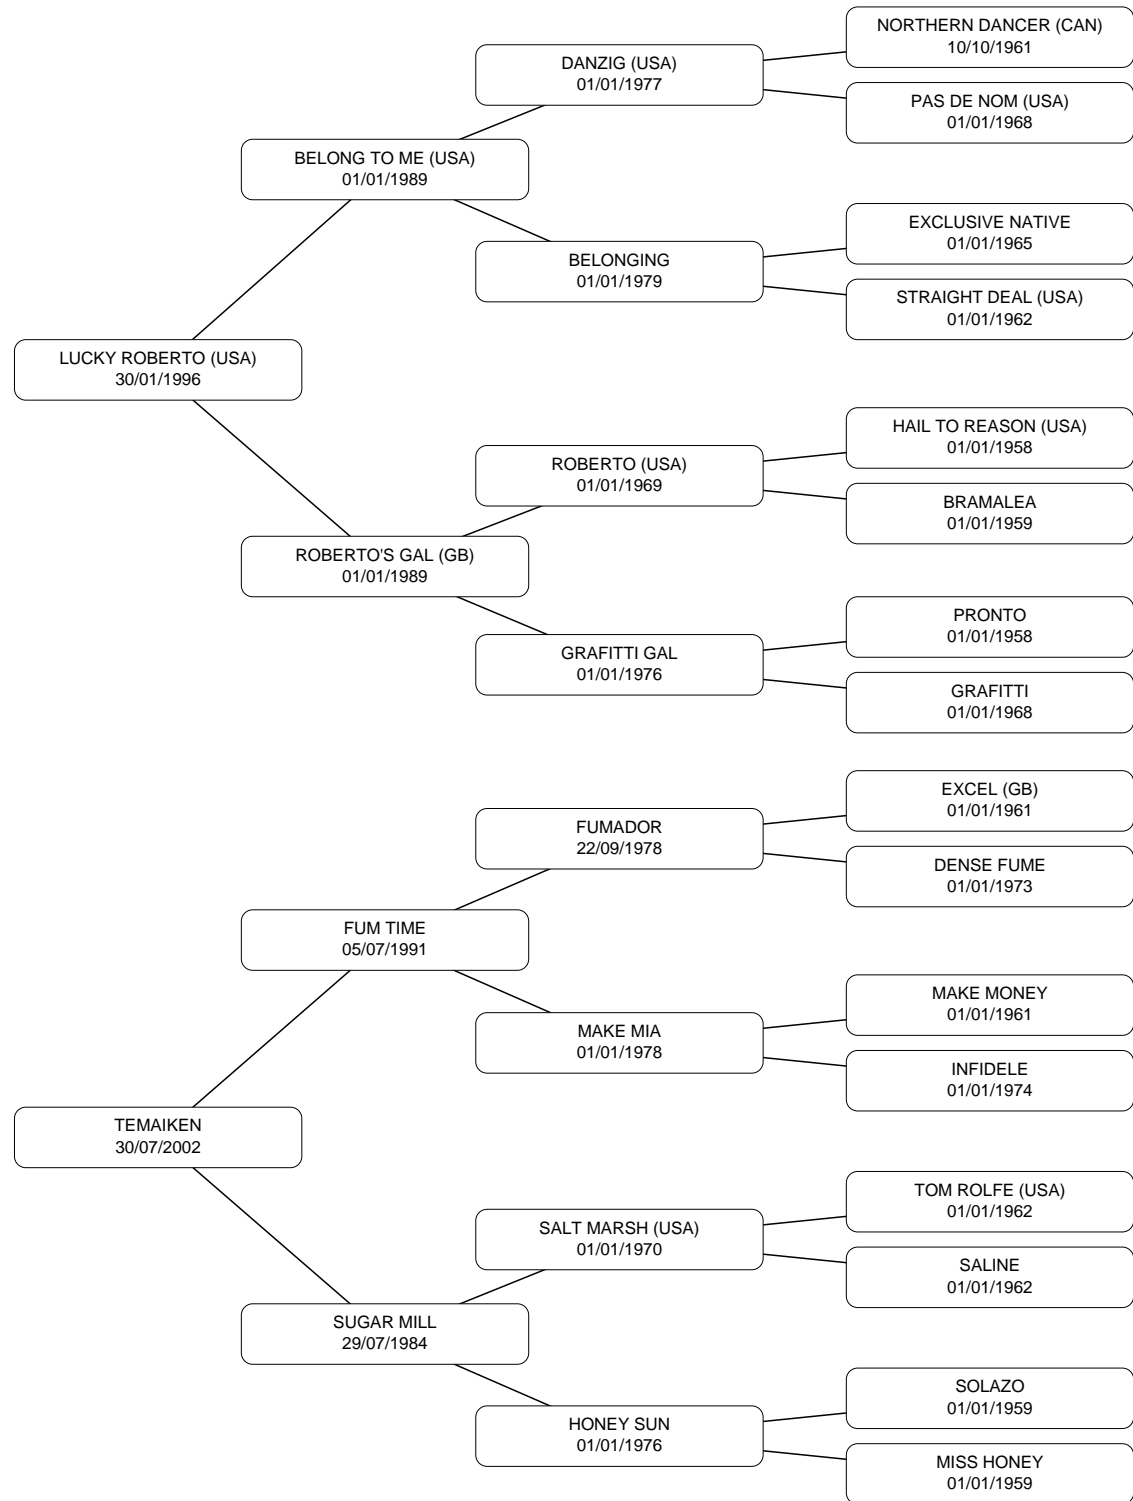 NORTHERN DANCER (CAN)
10/10/1961
DANZIG (USA)
01/01/1977
PAS DE NOM (USA)
01/01/1968
BELONG TO ME (USA)
01/01/1989
EXCLUSIVE NATIVE
01/01/1965
BELONGING
01/01/1979
STRAIGHT DEAL (USA)
01/01/1962
LUCKY ROBERTO (USA)
30/01/1996
HAIL TO REASON (USA)
01/01/1958
ROBERTO (USA)
01/01/1969
BRAMALEA
01/01/1959
ROBERTO'S GAL (GB)
01/01/1989
PRONTO
01/01/1958
GRAFITTI GAL
01/01/1976
GRAFITTI
01/01/1968
EXCEL (GB)
01/01/1961
FUMADOR
22/09/1978
DENSE FUME
01/01/1973
FUM TIME
05/07/1991
MAKE MONEY
01/01/1961
MAKE MIA
01/01/1978
INFIDELE
01/01/1974
TEMAIKEN
30/07/2002
TOM ROLFE (USA)
01/01/1962
SALT MARSH (USA)
01/01/1970
SALINE
01/01/1962
SUGAR MILL
29/07/1984
SOLAZO
01/01/1959
HONEY SUN
01/01/1976
MISS HONEY
01/01/1959